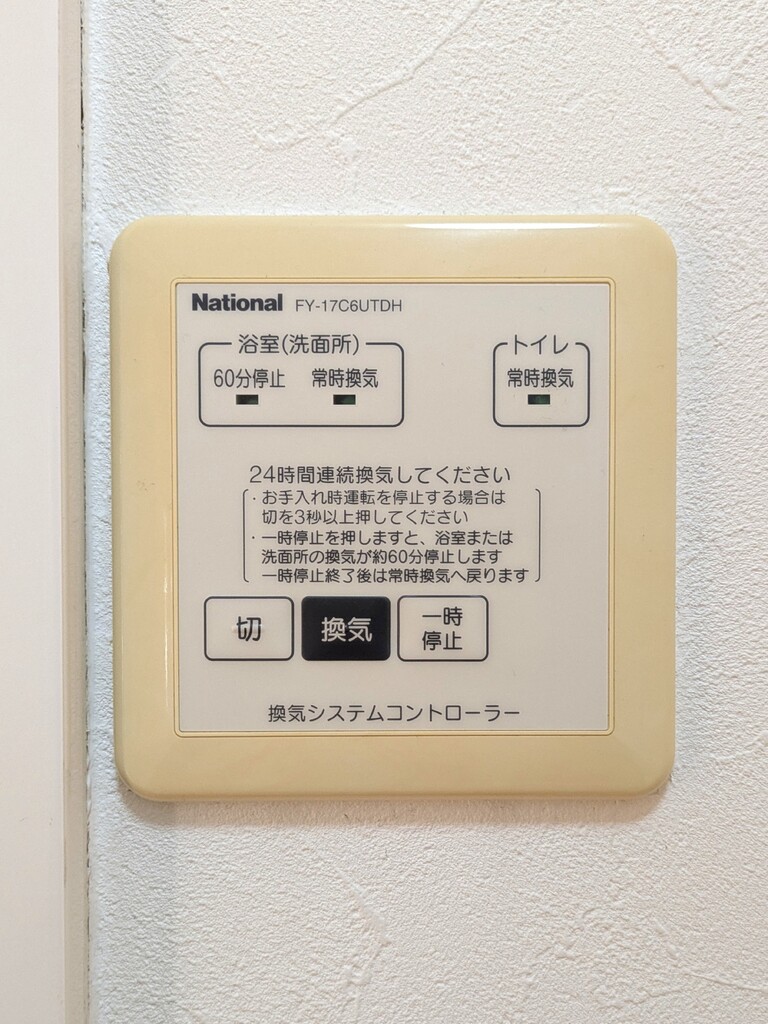 National FY-17C6UTDH
浴室(洗面所)
60分停止 常時換気
トイレ
常時換気
24時間連続換気してください
・お手入れ時運転を停止する場合は
切を3秒以上押してください
・一時停止を押しますと、浴室または
洗面所の換気が約60分停止します
一時停止終了後は常時換気へ戻ります
切
換気
一時
停止
換気システムコントローラー